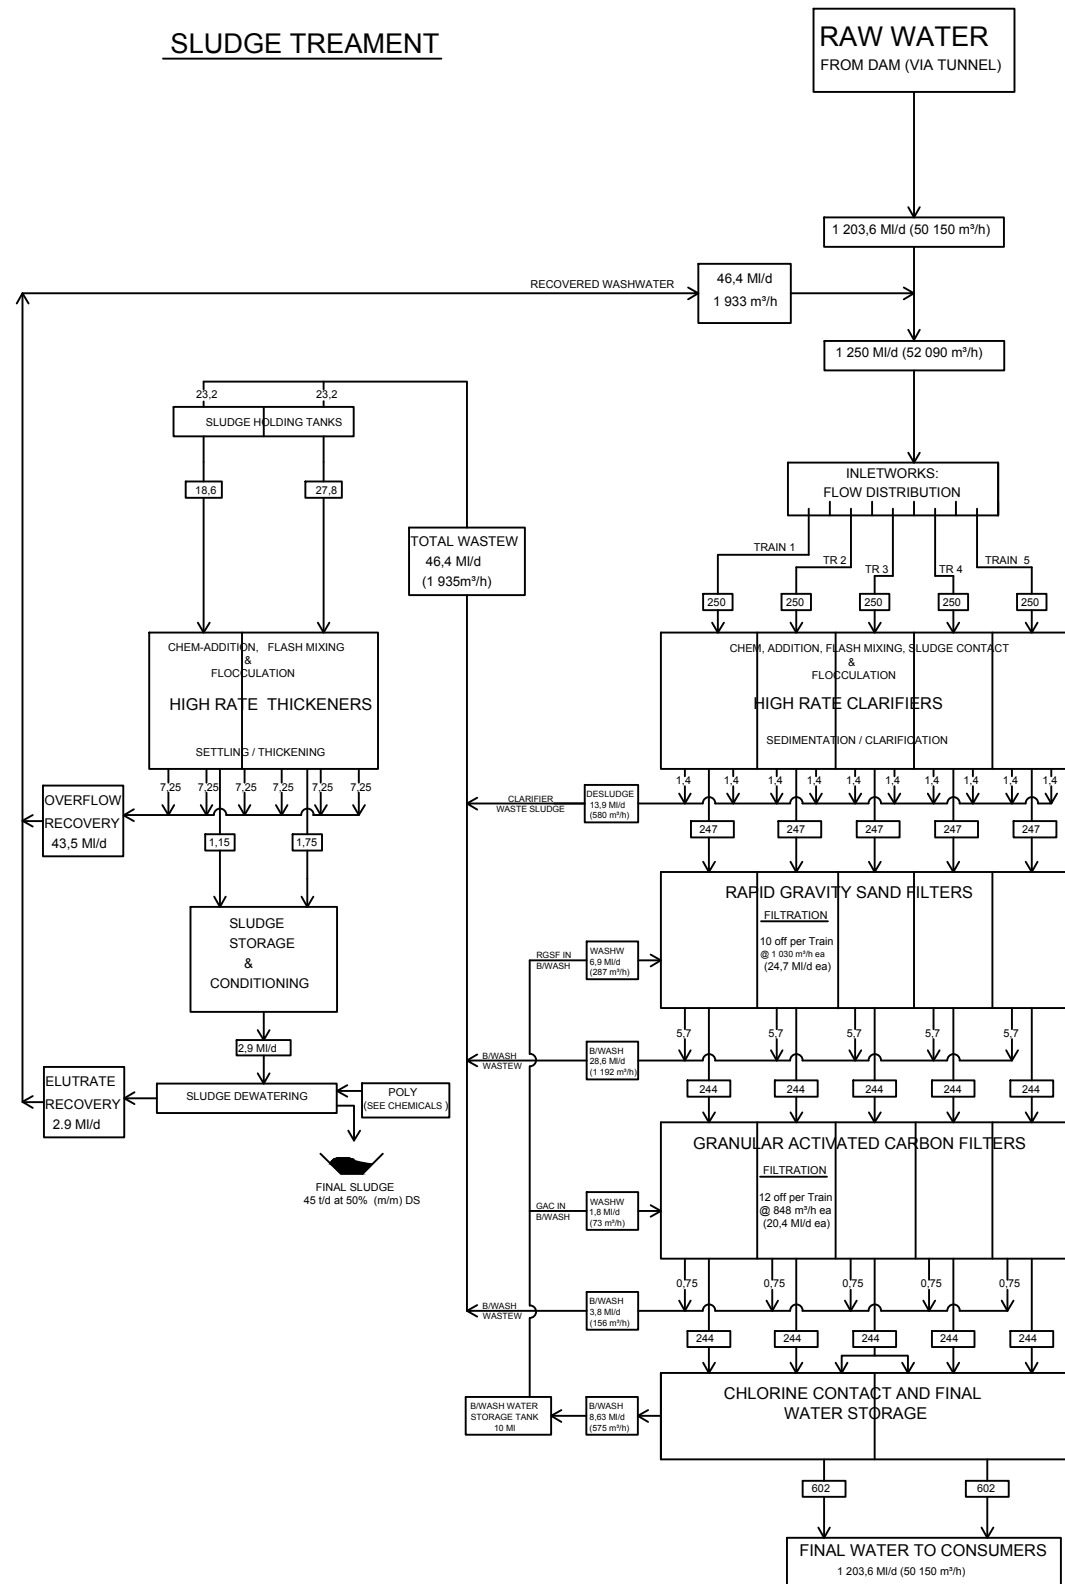 SLUDGE TREAMENT
RAW WATER
FROM DAM (VIA TUNNEL)
1 203,6 Ml/d (50 150 m³/h)
RECOVERED WASHWATER
46,4 Ml/d
1 933 m³/h
1 250 Ml/d (52 090 m³/h)
23,2
23,2
SLUDGE HOLDING TANKS
18,6
27,8
INLETWORKS:
FLOW DISTRIBUTION
TOTAL WASTEW
46,4 Ml/d
(1 935m³/h)
TRAIN 1
TR 2
TR 3
TR 4
TRAIN 5
250
250
250
250
250
CHEM-ADDITION, FLASH MIXING
&
FLOCCULATION
HIGH RATE THICKENERS
SETTLING / THICKENING
CHEM, ADDITION, FLASH MIXING, SLUDGE CONTACT
&
FLOCCULATION
HIGH RATE CLARIFIERS
SEDIMENTATION / CLARIFICATION
7,25
7,25
7,25
7,25
7,25
7,25
1,4
1,4
1,4
1,4
1,4
1,4
1,4
1,4
1,4
1,4
OVERFLOW
RECOVERY
43,5 Ml/d
CLARIFIER
WASTE SLUDGE
DESLUDGE
13,9 Ml/d
(580 m³/h)
1,15
1,75
247
247
247
247
247
SLUDGE
STORAGE
&
CONDITIONING
RAPID GRAVITY SAND FILTERS
FILTRATION
10 off per Train
@ 1 030 m³/h ea
(24,7 Ml/d ea)
RGSF IN
B/WASH
WASHW
6,9 Ml/d
(287 m³/h)
5,7
5,7
5,7
5,7
5,7
2,9 Ml/d
B/WASH
WASTEW
B/WASH
28,6 Ml/d
(1 192 m³/h)
ELUTRATE
RECOVERY
2.9 Ml/d
SLUDGE DEWATERING
POLY
(SEE CHEMICALS )
244
244
244
244
244
FINAL SLUDGE
45 t/d at 50% (m/m) DS
GRANULAR ACTIVATED CARBON FILTERS
FILTRATION
12 off per Train
@ 848 m³/h ea
(20,4 Ml/d ea)
GAC IN
B/WASH
WASHW
1,8 Ml/d
(73 m³/h)
0,75
0,75
0,75
0,75
0,75
B/WASH
WASTEW
B/WASH
3,8 Ml/d
(156 m³/h)
244
244
244
244
244
B/WASH WATER
STORAGE TANK
10 Ml
B/WASH
8,63 Ml/d
(575 m³/h)
CHLORINE CONTACT AND FINAL
WATER STORAGE
602
602
FINAL WATER TO CONSUMERS
1 203,6 Ml/d (50 150 m³/h)